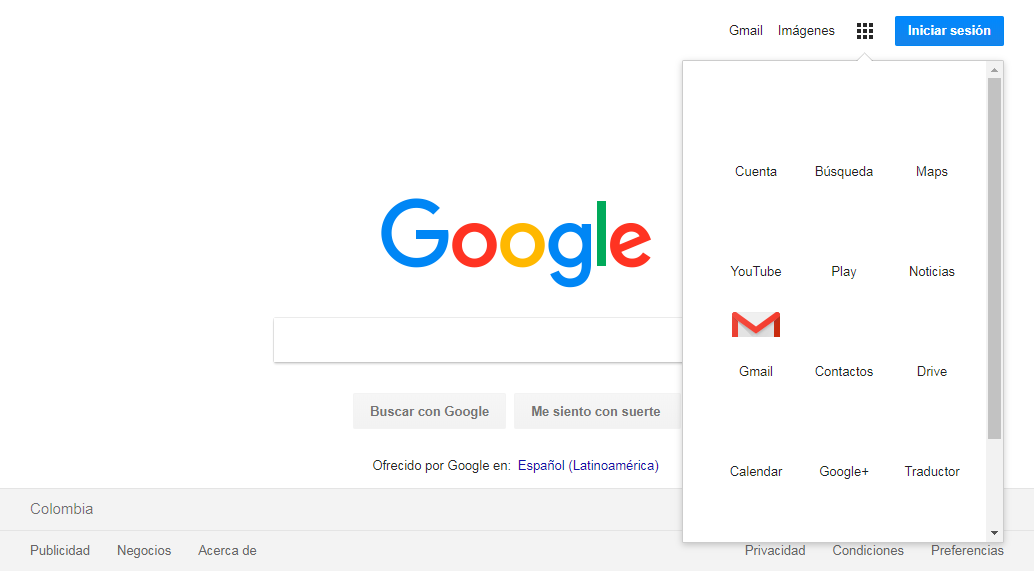 Gmail Imágenes Iniciar sesión
Cuenta Búsqueda Maps
Google
YouTube Play Noticias
Gmail Contactos Drive
Buscar con Google Me siento con suerte
Ofrecido por Google en: Español (Latinoamérica)
Calendar Google+ Traductor
Colombia
Publicidad Negocios Acerca de Privacidad Condiciones Preferencias